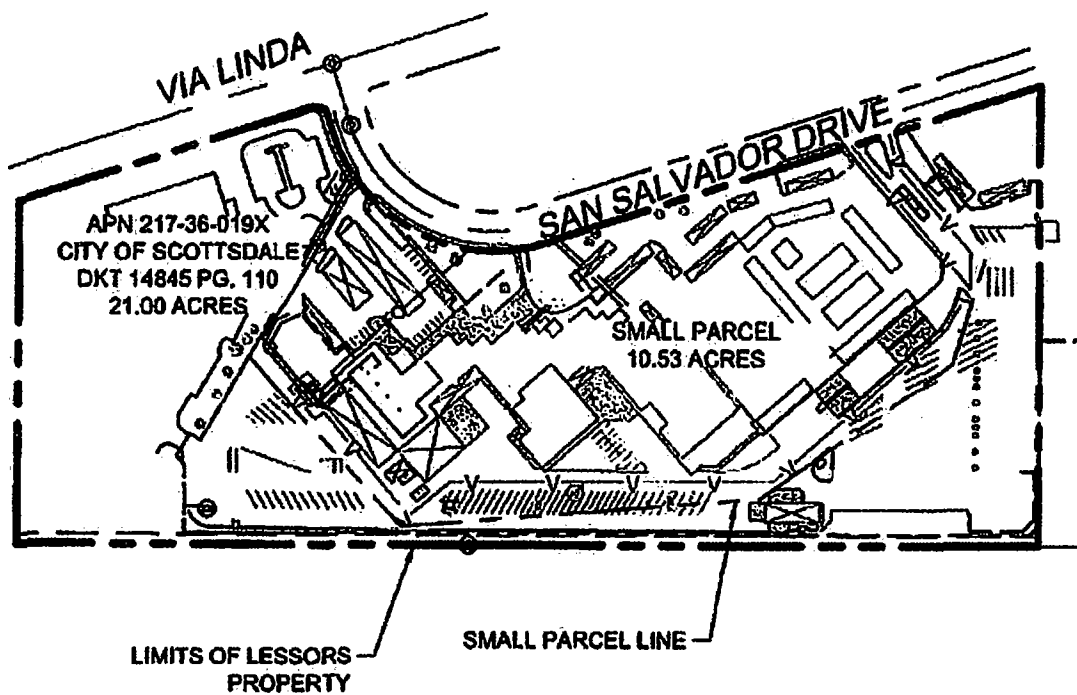 VIA LINDA
SAN SALVADOR DRIVE
APN 217-36-019X
CITY OF SCOTTSDALE
DKT 14845 PG. 110
21.00 ACRES
SMALL PARCEL
10.53 ACRES
SMALL PARCEL LINE
LIMITS OF LESSORS
PROPERTY